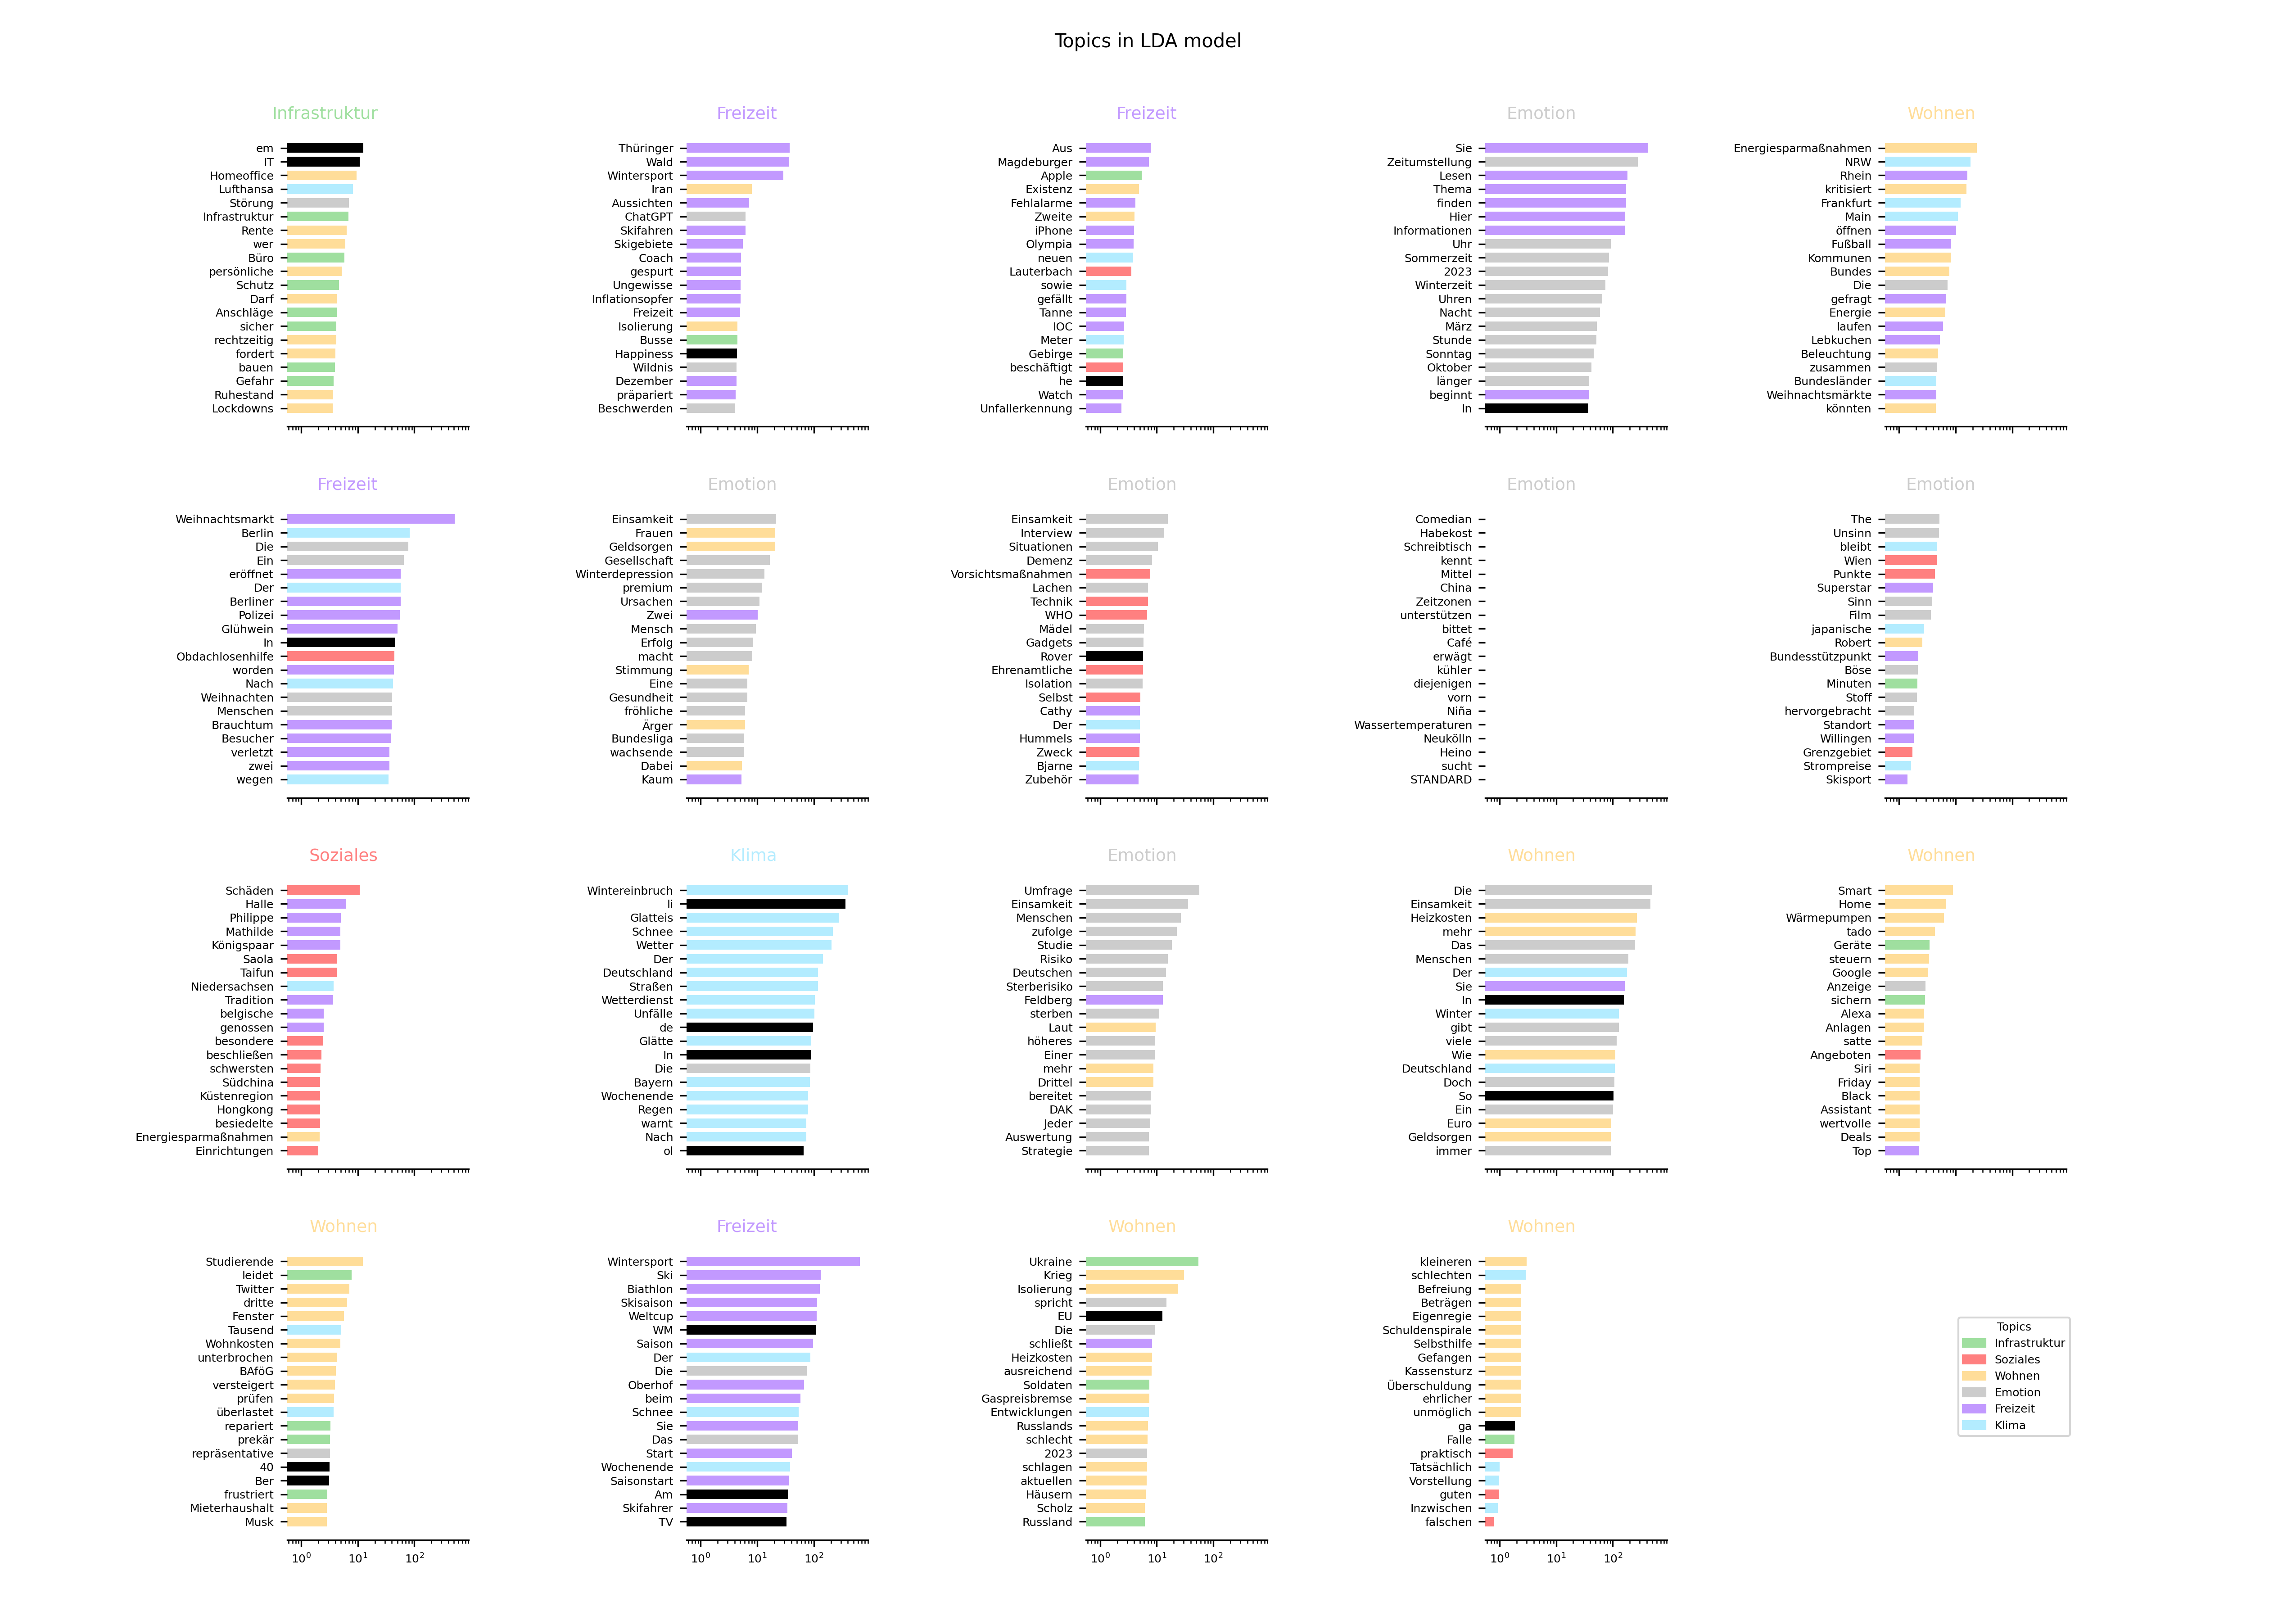 Topics in LDA model
Infrastruktur
em
IT
Homeoffice
Lufthansa
Störung
Infrastruktur
Rente
wer
Büro
persönliche
Schutz
Darf
Anschläge
sicher
rechtzeitig
fordert
bauen
Gefahr
Ruhestand
Lockdowns
Freizeit
Thüringer
Wald
Wintersport
Iran
Aussichten
ChatGPT
Skifahren
Skigebiete
Coach
gespurt
Ungewisse
Inflationsopfer
Freizeit
Isolierung
Busse
Happiness
Wildnis
Dezember
präpariert
Beschwerden
Freizeit
Aus
Magdeburger
Apple
Existenz
Fehlalarme
Zweite
iPhone
Olympia
neuen
Lauterbach
sowie
gefällt
Tanne
IOC
Meter
Gebirge
beschäftigt
he
Watch
Unfallerkennung
Emotion
Sie
Zeitumstellung
Lesen
Thema
finden
Hier
Informationen
Uhr
Sommerzeit
2023
Winterzeit
Uhren
Nacht
März
Stunde
Sonntag
Oktober
länger
beginnt
In
Wohnen
Energiesparmaßnahmen
NRW
Rhein
kritisiert
Frankfurt
Main
öffnen
Fußball
Kommunen
Bundes
Die
gefragt
Energie
laufen
Lebkuchen
Beleuchtung
zusammen
Bundesländer
Weihnachtsmärkte
könnten
Freizeit
Weihnachtsmarkt
Berlin
Die
Ein
eröffnet
Der
Berliner
Polizei
Glühwein
In
Obdachlosenhilfe
worden
Nach
Weihnachten
Menschen
Brauchtum
Besucher
verletzt
zwei
wegen
Emotion
Einsamkeit
Frauen
Geldsorgen
Gesellschaft
Winterdepression
premium
Ursachen
Zwei
Mensch
Erfolg
macht
Stimmung
Eine
Gesundheit
fröhliche
Ärger
Bundesliga
wachsende
Dabei
Kaum
Emotion
Einsamkeit
Interview
Situationen
Demenz
Vorsichtsmaßnahmen
Lachen
Technik
WHO
Mädel
Gadgets
Rover
Ehrenamtliche
Isolation
Selbst
Cathy
Der
Hummels
Zweck
Bjarne
Zubehör
Emotion
Comedian
Habekost
Schreibtisch
kennt
Mittel
China
Zeitzonen
unterstützen
bittet
Café
erwägt
kühler
diejenigen
vorn
Niña
Wassertemperaturen
Neukölln
Heino
sucht
STANDARD
Emotion
The
Unsinn
bleibt
Wien
Punkte
Superstar
Sinn
Film
japanische
Robert
Bundesstützpunkt
Böse
Minuten
Stoff
hervorgebracht
Standort
Willingen
Grenzgebiet
Strompreise
Skisport
Soziales
Schäden
Halle
Philippe
Mathilde
Königspaar
Saola
Taifun
Niedersachsen
Tradition
belgische
genossen
besondere
beschließen
schwersten
Südchina
Küstenregion
Hongkong
besiedelte
Energiesparmaßnahmen
Einrichtungen
Klima
Wintereinbruch
li
Glatteis
Schnee
Wetter
Der
Deutschland
Straßen
Wetterdienst
Unfälle
de
Glätte
In
Die
Bayern
Wochenende
Regen
warnt
Nach
ol
Emotion
Umfrage
Einsamkeit
Menschen
zufolge
Studie
Risiko
Deutschen
Sterberisiko
Feldberg
sterben
Laut
höheres
Einer
mehr
Drittel
bereitet
DAK
Jeder
Auswertung
Strategie
Wohnen
Die
Einsamkeit
Heizkosten
mehr
Das
Menschen
Der
Sie
In
Winter
gibt
viele
Wie
Deutschland
Doch
So
Ein
Euro
Geldsorgen
immer
Wohnen
Smart
Home
Wärmepumpen
tado
Geräte
steuern
Google
Anzeige
sichern
Alexa
Anlagen
satte
Angeboten
Siri
Friday
Black
Assistant
wertvolle
Deals
Top
Wohnen
Studierende
leidet
Twitter
dritte
Fenster
Tausend
Wohnkosten
unterbrochen
BAföG
versteigert
prüfen
überlastet
repariert
prekär
repräsentative
40
Ber
frustriert
Mieterhaushalt
Musk
10⁰ 10¹ 10²
Freizeit
Wintersport
Ski
Biathlon
Skisaison
Weltcup
WM
Saison
Der
Die
Oberhof
beim
Schnee
Sie
Das
Start
Wochenende
Saisonstart
Am
Skifahrer
TV
10⁰ 10¹ 10²
Wohnen
Ukraine
Krieg
Isolierung
spricht
EU
Die
schließt
Heizkosten
ausreichend
Soldaten
Gaspreisbremse
Entwicklungen
Russlands
schlecht
2023
schlagen
aktuellen
Häusern
Scholz
Russland
10⁰ 10¹ 10²
Wohnen
kleineren
schlechten
Befreiung
Beträgen
Eigenregie
Schuldenspirale
Selbsthilfe
Gefangen
Kassensturz
Überschuldung
ehrlicher
unmöglich
ga
Falle
praktisch
Tatsächlich
Vorstellung
guten
Inzwischen
falschen
10⁰ 10¹ 10²
Topics
Infrastruktur
Soziales
Wohnen
Emotion
Freizeit
Klima